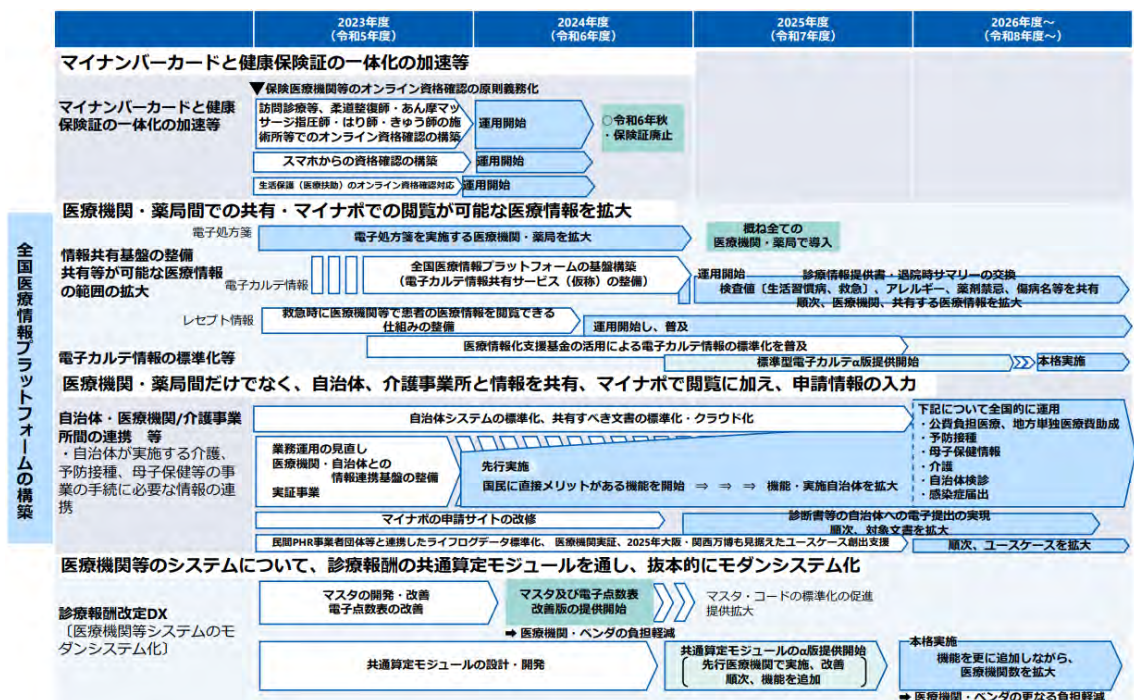 2023年度
(令和5年度)
2024年度
(令和6年度)
2025年度
(令和7年度)
2026年度～
(令和8年度～)
マイナンバーカードと健康保険証の一体化の加速等
▼保険医療機関等のオンライン資格確認の原則義務化
マイナンバーカードと健康
保険証の一体化の加速等
訪問診療等、柔道整復師・あん摩マッ
サージ指圧師・はり師・きゅう師の施
術所等でのオンライン資格確認の構築
運用開始
○令和6年秋
・保険証廃止
スマホからの資格確認の構築
運用開始
生活保護（医療扶助）のオンライン資格確認対応
運用開始
全国医療情報プラットフォームの構築
医療機関・薬局間での共有・マイナポでの閲覧が可能な医療情報を拡大
電子処方箋
電子処方箋を実施する医療機関・薬局を拡大
概ね全ての
医療機関・薬局で導入
情報共有基盤の整備
共有等が可能な医療情報
の範囲の拡大
電子カルテ情報
全国医療情報プラットフォームの基盤構築
（電子カルテ情報共有サービス（仮称）の整備）
運用開始
診療情報提供書・退院時サマリーの交換
検査値〔生活習慣病、救急〕、アレルギー、薬剤禁忌、傷病名等を共有
順次、医療機関、共有する医療情報を拡大
レセプト情報
救急時に医療機関等で患者の医療情報を閲覧できる
仕組みの整備
運用開始し、普及
医療情報化支援基金の活用による電子カルテ情報の標準化を普及
電子カルテ情報の標準化等
標準型電子カルテα版提供開始
本格実施
医療機関・薬局間だけでなく、自治体、介護事業所と情報を共有、マイナポで閲覧に加え、申請情報の入力
自治体・医療機関/介護事業
所間の連携 等
・自治体が実施する介護、
予防接種、母子保健等の事
業の手続に必要な情報の連
携
自治体システムの標準化、共有すべき文書の標準化・クラウド化
下記について全国的に運用
・公費負担医療、地方単独医療費助成
・予防接種
・母子保健情報
・介護
・自治体検診
・感染症届出
業務運用の見直し
医療機関・自治体との
情報連携基盤の整備
実証事業
先行実施
国民に直接メリットがある機能を開始 ⇒ ⇒ ⇒ 機能・実施自治体を拡大
マイナポの申請サイトの改修
診断書等の自治体への電子提出の実現
順次、対象文書を拡大
民間PHR事業者団体等と連携したライフログデータ標準化、医療機関実証、2025年大阪・関西万博も見据えたユースケース創出支援
順次、ユースケースを拡大
医療機関等のシステムについて、診療報酬の共通算定モジュールを通し、抜本的にモダンシステム化
診療報酬改定DX
〔医療機関等システムのモ
ダンシステム化〕
マスタの開発・改善
電子点数表の改善
マスタ及び電子点数表
改善版の提供開始
マスタ・コードの標準化の促進
提供拡大
➡ 医療機関・ベンダの負担軽減
共通算定モジュールの設計・開発
共通算定モジュールのα版提供開始
先行医療機関で実施、改善
順次、機能を追加
本格実施
機能を更に追加しながら、
医療機関数を拡大
➡ 医療機関・ベンダの更なる負担軽減